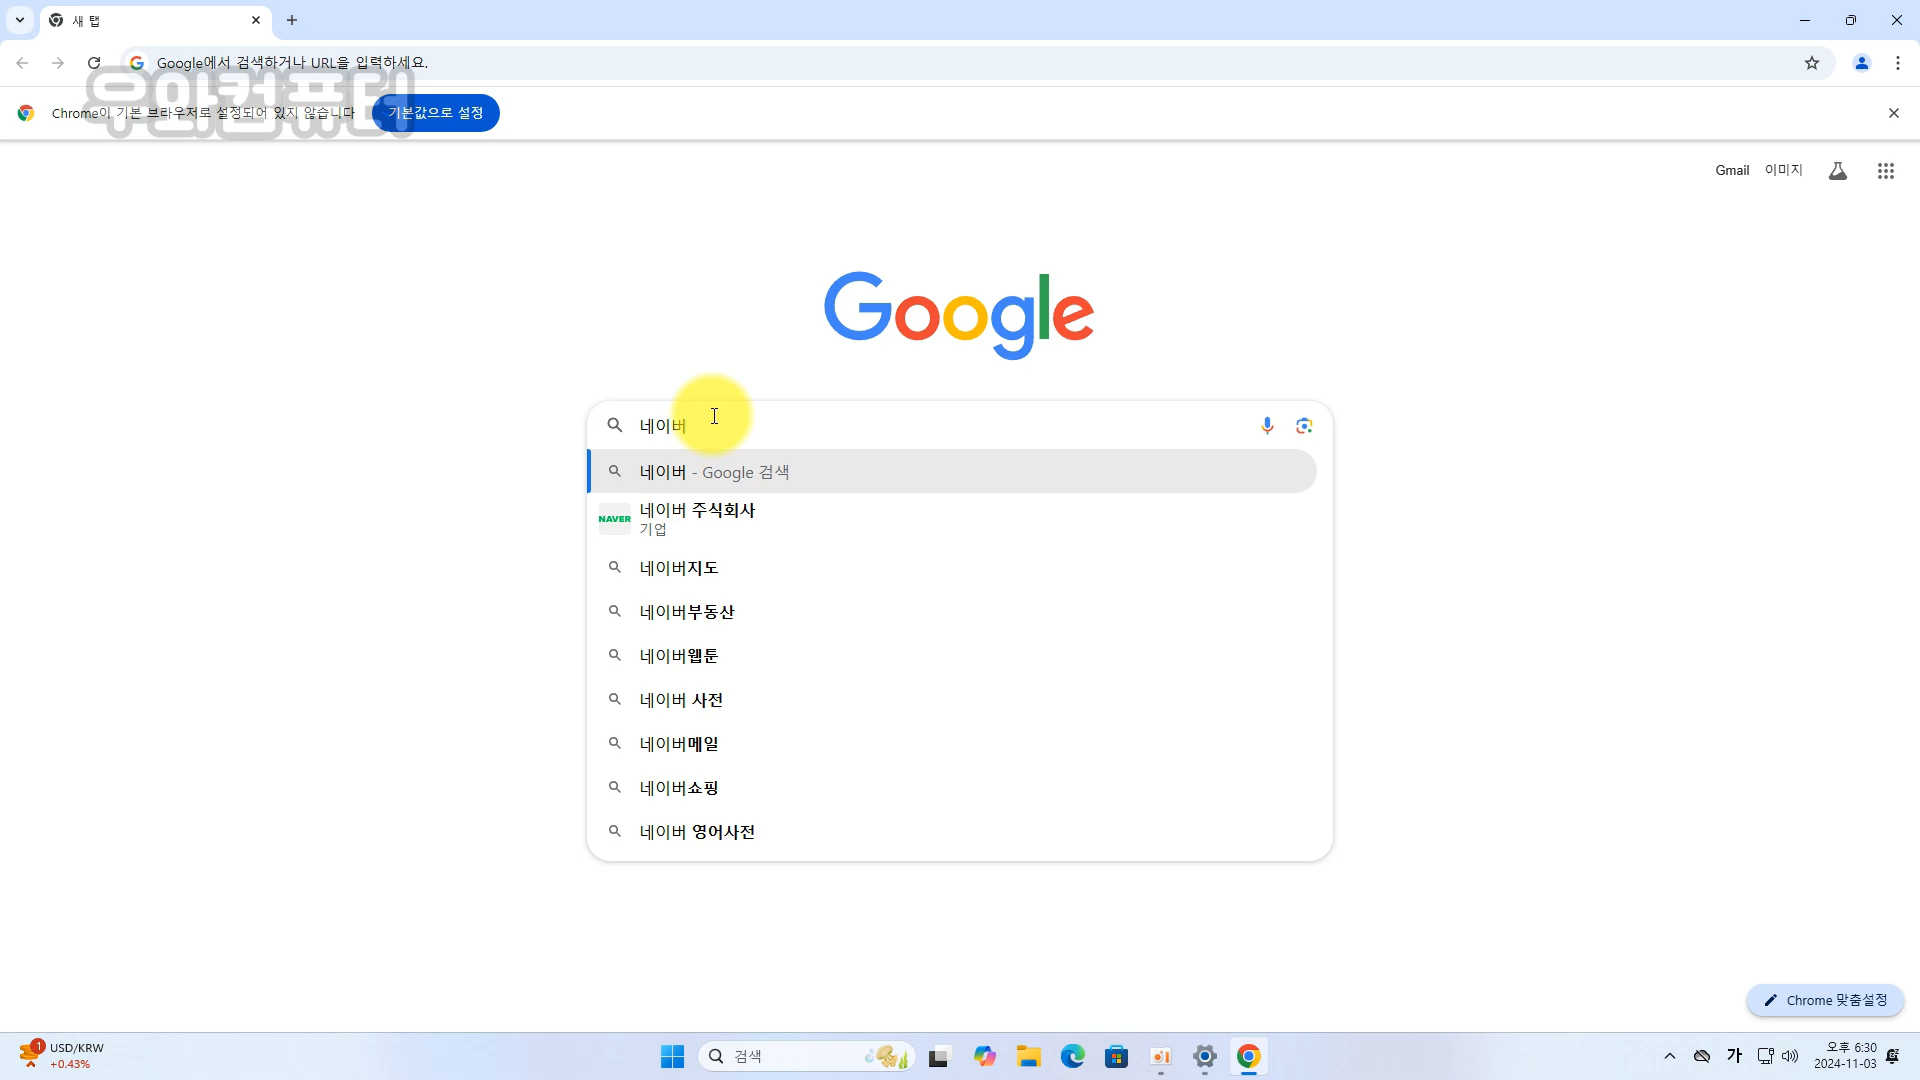 새 탭
Google에서 검색하거나 URL을 입력하세요.
우와컴퓨터
Chrome이 기본 브라우저로 설정되어 있지 않습니다
기본값으로 설정
Gmail 이미지
Google
네이버
네이버 - Google 검색
NAVER
네이버 주식회사
기업
네이버지도
네이버부동산
네이버웹툰
네이버 사전
네이버메일
네이버쇼핑
네이버 영어사전
Chrome 맞춤설정
1
USD/KRW
+0.43%
검색
가
오후 6:30
2024-11-03